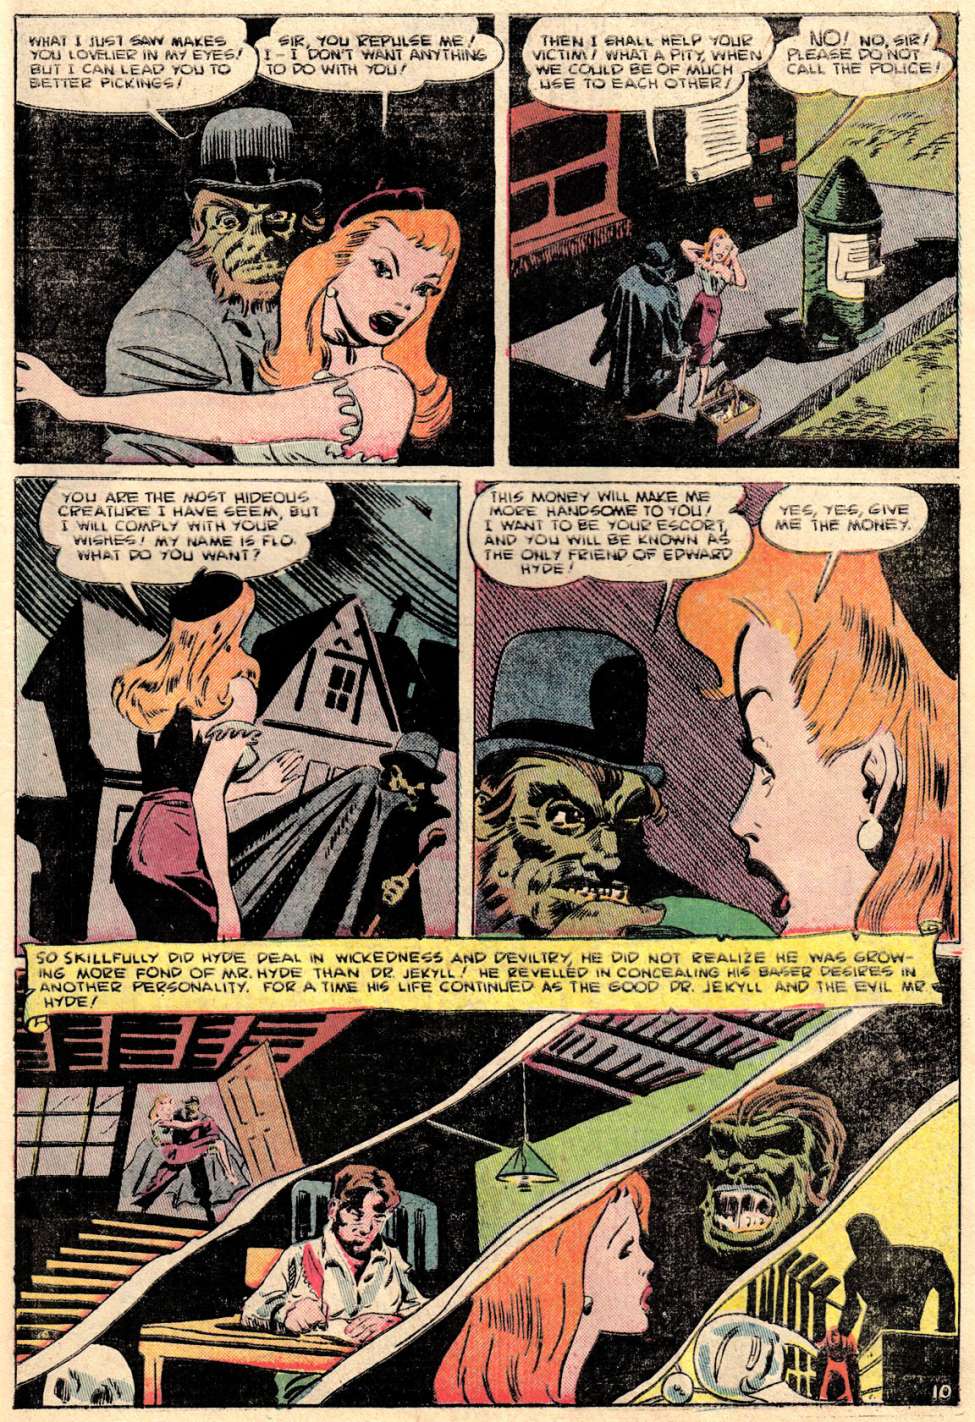 WHAT I JUST SAW MAKES
YOU LOVELIER IN MY EYES!
BUT I CAN LEAD YOU TO
BETTER PICKINGS!
SIR, YOU REPULSE ME!
I - I DON'T WANT ANYTHING
TO DO WITH YOU!
THEN I SHALL HELP YOUR
VICTIM! WHAT A PITY, WHEN
WE COULD BE OF MUCH
USE TO EACH OTHER!
NO! NO, SIR!
PLEASE DO NOT
CALL THE POLICE!
YOU ARE THE MOST HIDEOUS
CREATURE I HAVE SEEM, BUT
I WILL COMPLY WITH YOUR
WISHES! MY NAME IS FLO.
WHAT DO YOU WANT?
THIS MONEY WILL MAKE ME
MORE HANDSOME TO YOU!
I WANT TO BE YOUR ESCORT,
AND YOU WILL BE KNOWN AS
THE ONLY FRIEND OF EDWARD
HYDE!
YES, YES, GIVE
ME THE MONEY.
SO SKILLFULLY DID HYDE DEAL IN WICKEDNESS AND DEVILTRY, HE DID NOT REALIZE HE WAS GROW-
ING MORE FOND OF MR. HYDE THAN DR. JEKYLL! HE REVELLED IN CONCEALING HIS BASER DESIRES IN
ANOTHER PERSONALITY. FOR A TIME HIS LIFE CONTINUED AS THE GOOD DR. JEKYLL AND THE EVIL MR.
HYDE!
10